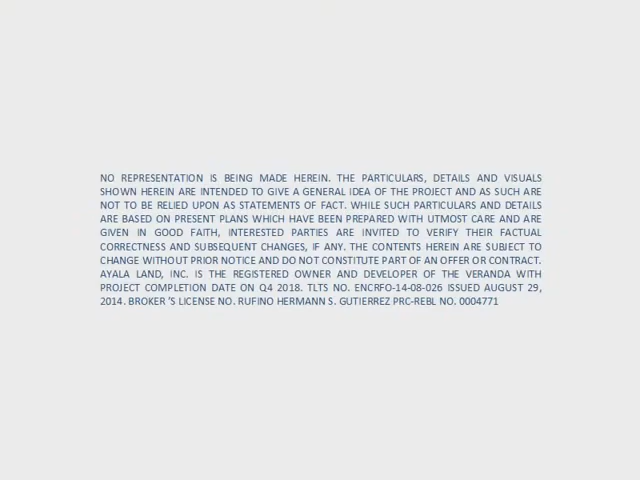 NO REPRESENTATION IS BEING MADE HEREIN. THE PARTICULARS, DETAILS AND VISUALS
SHOWN HEREIN ARE INTENDED TO GIVE A GENERAL IDEA OF THE PROJECT AND AS SUCH ARE
NOT TO BE RELIED UPON AS STATEMENTS OF FACT. WHILE SUCH PARTICULARS AND DETAILS
ARE BASED ON PRESENT PLANS WHICH HAVE BEEN PREPARED WITH UTMOST CARE AND ARE
GIVEN IN GOOD FAITH, INTERESTED PARTIES ARE INVITED TO VERIFY THEIR FACTUAL
CORRECTNESS AND SUBSEQUENT CHANGES, IF ANY. THE CONTENTS HEREIN ARE SUBJECT TO
CHANGE WITHOUT PRIOR NOTICE AND DO NOT CONSTITUTE PART OF AN OFFER OR CONTRACT.
AYALA LAND, INC. IS THE REGISTERED OWNER AND DEVELOPER OF THE VERANDA WITH
PROJECT COMPLETION DATE ON Q4 2018. TLTS NO. ENCRFO-14-08-026 ISSUED AUGUST 29,
2014. BROKER ’S LICENSE NO. RUFINO HERMANN S. GUTIERREZ PRC-REBL NO. 0004771